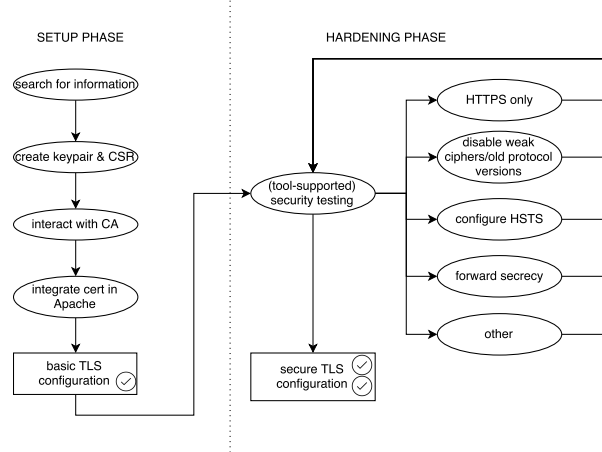 SETUP PHASE
search for information
create keypair & CSR
interact with CA
integrate cert in
Apache
basic TLS
configuration
HARDENING PHASE
(tool-supported)
security testing
secure TLS
configuration
HTTPS only
disable weak
ciphers/old protocol
versions
configure HSTS
forward secrecy
other